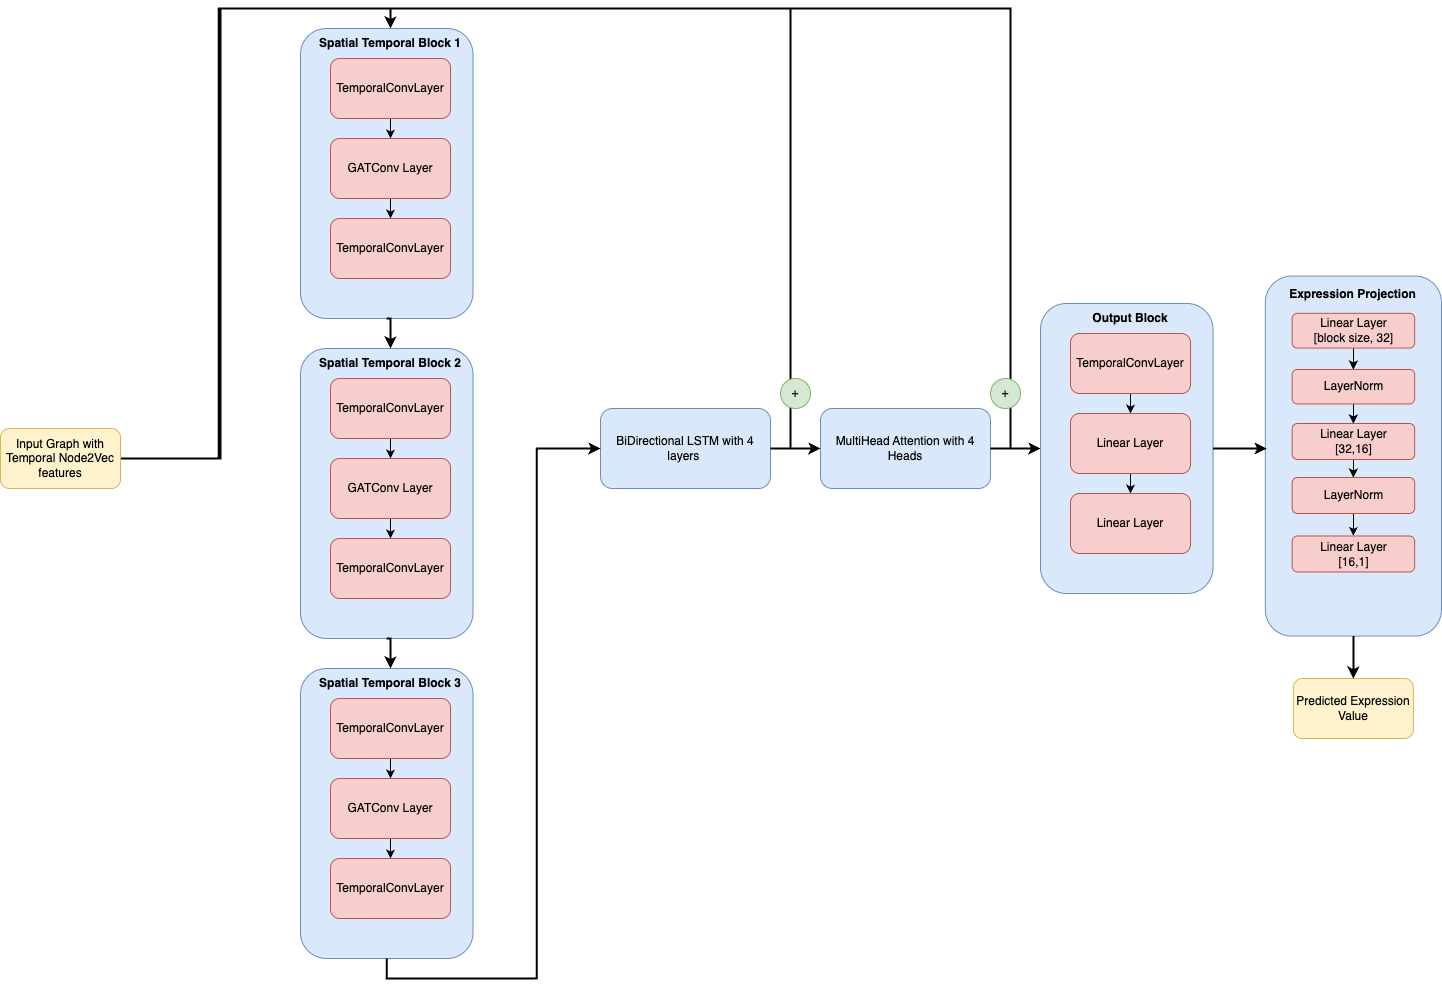 Input Graph with
Temporal Node2Vec
features
Spatial Temporal Block 1
TemporalConvLayer
GATConv Layer
TemporalConvLayer
Spatial Temporal Block 2
TemporalConvLayer
GATConv Layer
TemporalConvLayer
Spatial Temporal Block 3
TemporalConvLayer
GATConv Layer
TemporalConvLayer
BiDirectional LSTM with 4
layers
+
MultiHead Attention with 4
Heads
+
Output Block
TemporalConvLayer
Linear Layer
Linear Layer
Expression Projection
Linear Layer
[block size, 32]
LayerNorm
Linear Layer
[32,16]
LayerNorm
Linear Layer
[16,1]
Predicted Expression
Value